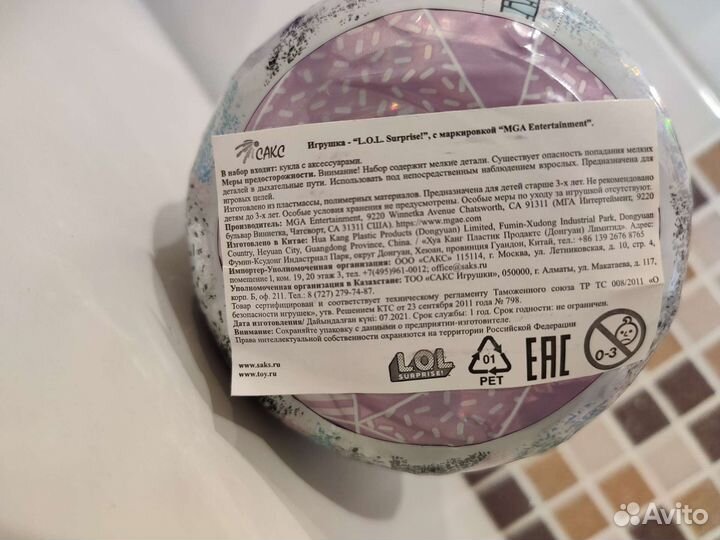 САКС
Игрушка - "L.O.L. Surprise!", с маркировкой "MGA Entertainment".
В набор входит: кукла с аксессуарами.
Меры предосторожности. Внимание! Набор содержит мелкие детали. Существует опасность попадания мелких
деталей в дыхательные пути. Использовать под непосредственным наблюдением взрослых. Предназначена для
игровых целей.
Изготовлено из пластмассы, полимерных материалов. Предназначена для детей старше 3-х лет. Не рекомендовано
детям до 3-х лет. Особые условия хранения не предусмотрены. Особые меры по уходу за игрушкой отсутствуют.
Производитель: MGA Entertainment, 9220 Winnetka Avenue Chatsworth, CA 91311 (МГА Интертеймент, 9220
бульвар Виннетка, Чатсворт, CA 31311 США). https://www.mgae.com
Изготовлено в Китае: Hua Kang Plastic Products (Dongyuan) Limited, Fumin-Xudong Industrial Park, Dongyuan
Country, Heyuan City, Guangdong Province, China. / «Хуа Канг Пластик Продактс (Донгуан) Лимитид» Адрес:
Фумин-Ксудонг Индастриал Парк, округ Донгуан, Хеюан, провинция Гуандон, Китай, тел.: +86 139 2676 8765
Импортер-Уполномоченная организация: ООО «САКС» 115114, г. Москва, ул. Летниковская, д. 10, стр. 4,
помещение I, ком. 19, 20 этаж 3, тел. +7(495)961-0012; office@saks.ru
Уполномоченная организация в Казахстане: ТОО «САКС Игрушки», 050000, г. Алматы, ул. Макатаева, д. 117,
корп. Б, оф. 211. Тел.: 8 (727) 279-74-87.
Товар сертифицирован и соответствует техническому регламенту Таможенного союза ТР ТС 008/2011 «О
безопасности игрушек», утв. Решением КТС от 23 сентября 2011 года № 798.
Дата изготовления/ Дайындалган күнi: 07.2021. Срок службы: 1 год. Срок годности: не ограничен.
Внимание: Сохраняйте упаковку с данными о предприятии-изготовителе.
Права интеллектуальной собственности охраняются на территории Российской Федерации
www.saks.ru
www.toy.ru
LOL
SURPRISE!
01
PET
EAC
0-3
Avito